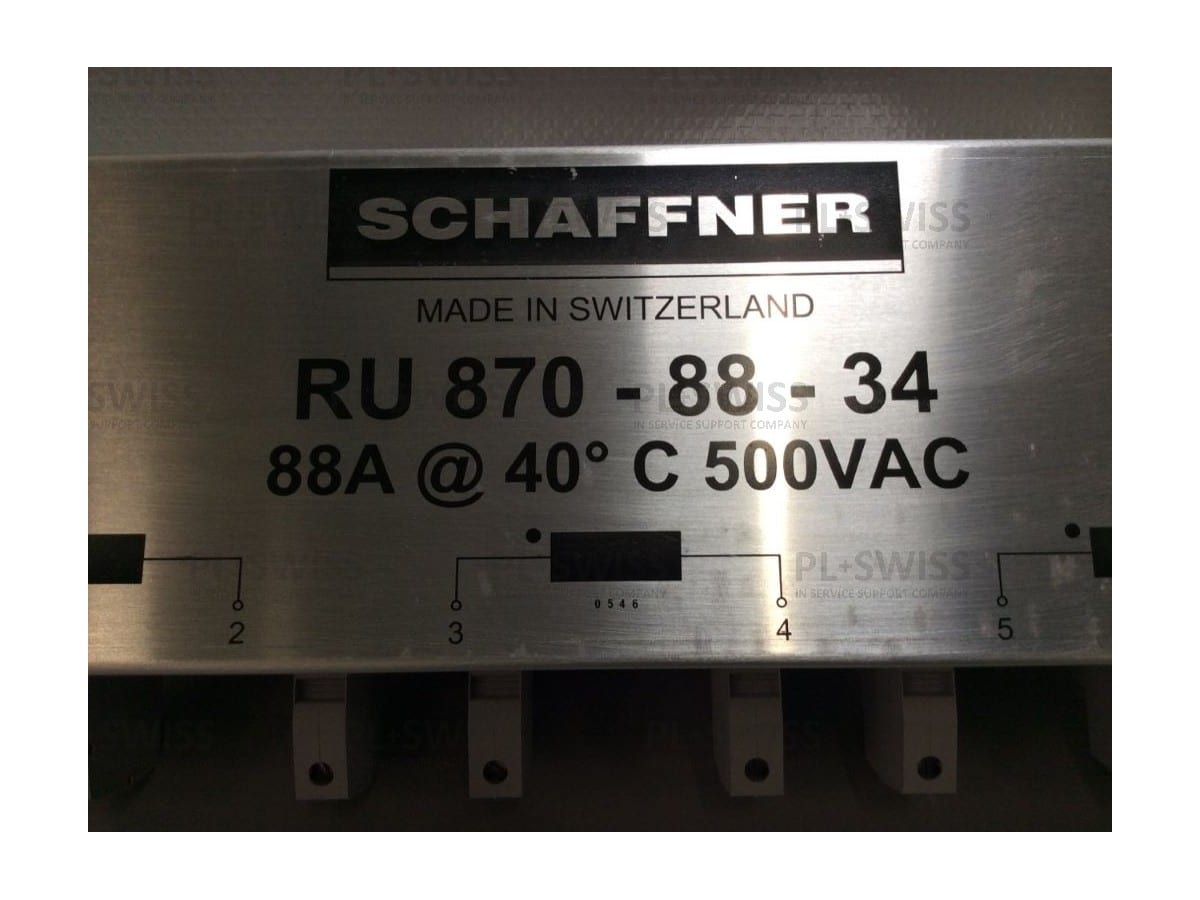 PL+SWISS
IN SERVICE SUPPORT COMPANY
SCHAFFNER
MADE IN SWITZERLAND
RU 870 - 88 - 34
88A @ 40° C 500VAC
0546
2
3
4
5